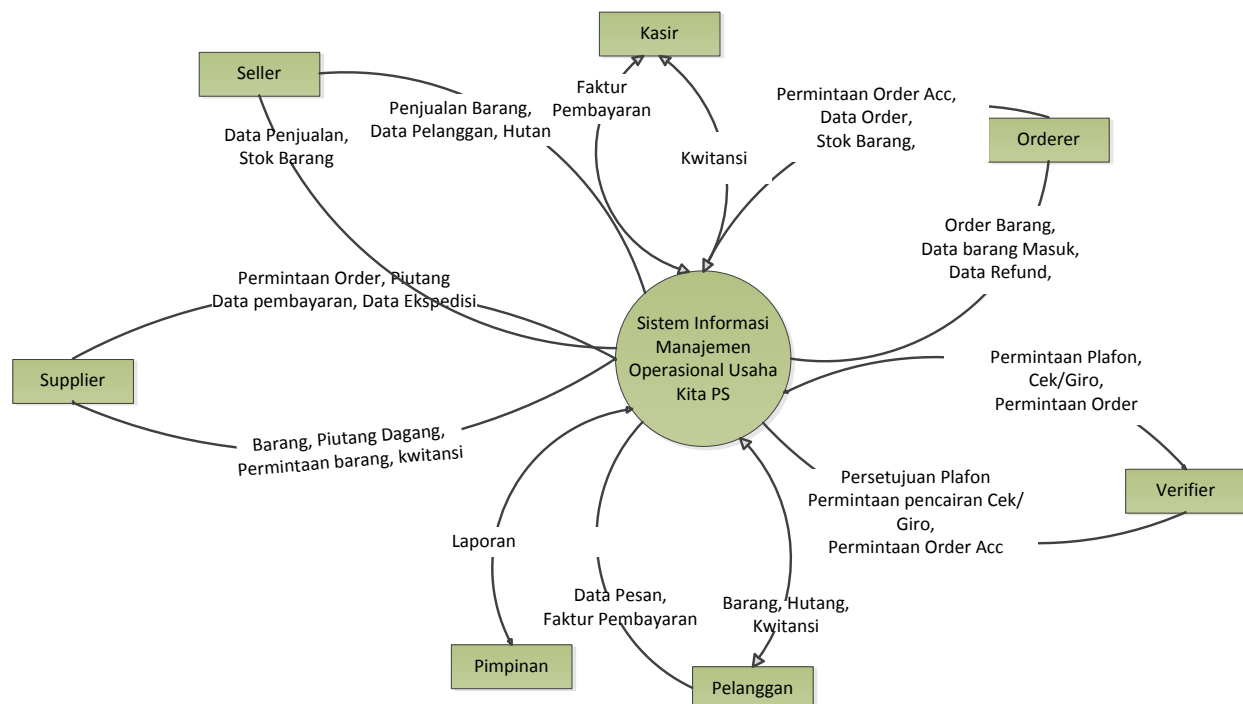 Kasir
Seller
Faktur
Pembayaran
Penjualan Barang,
Data Pelanggan, Hutan
Data Penjualan,
Stok Barang
Kwitansi
Permintaan Order Acc,
Data Order,
Stok Barang,
Orderer
Order Barang,
Data barang Masuk,
Data Refund,
Permintaan Order, Piutang
Data pembayaran, Data Ekspedisi
Sistem Informasi
Manajemen
Operasional Usaha
Kita PS
Supplier
Permintaan Plafon,
Cek/Giro,
Permintaan Order
Barang, Piutang Dagang,
Permintaan barang, kwitansi
Persetujuan Plafon
Permintaan pencairan Cek/
Giro,
Permintaan Order Acc
Verifier
Laporan
Data Pesan,
Faktur Pembayaran
Barang, Hutang,
Kwitansi
Pimpinan
Pelanggan